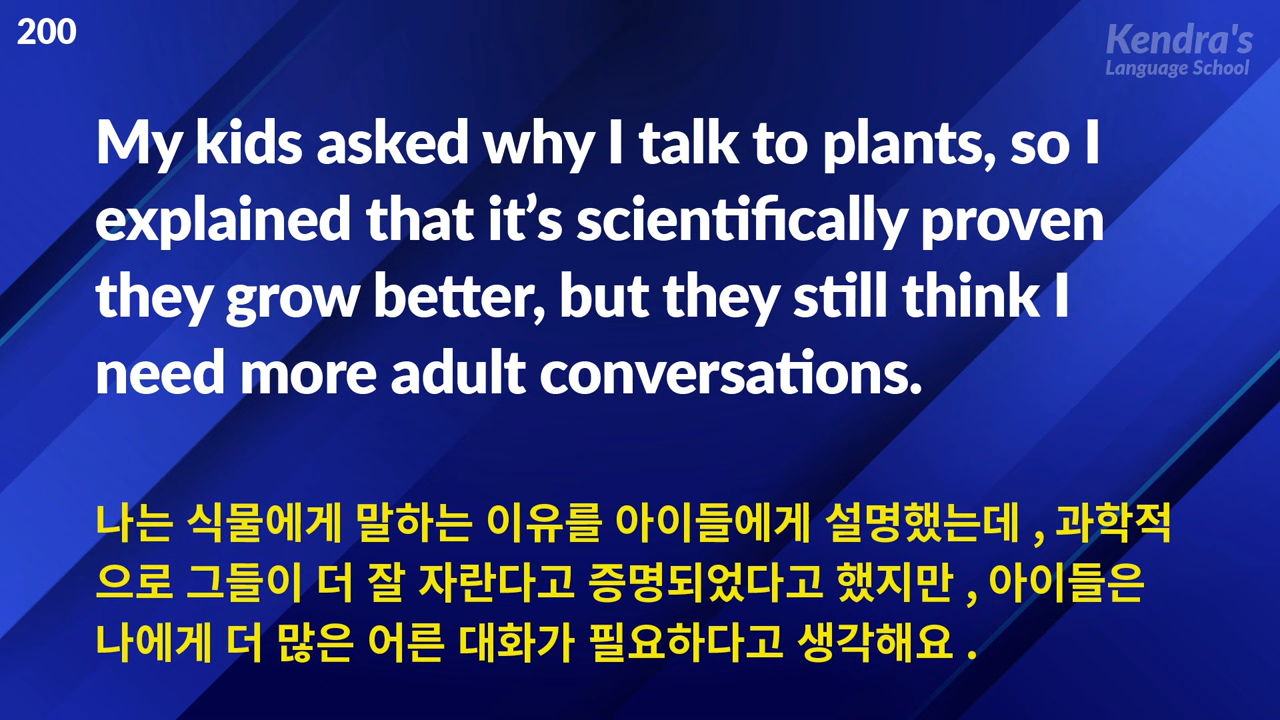 200
Kendra's
Language School
My kids asked why I talk to plants, so I
explained that it’s scientifically proven
they grow better, but they still think I
need more adult conversations.
나는 식물에게 말하는 이유를 아이들에게 설명했는데 , 과학적
으로 그들이 더 잘 자란다고 증명되었다고 했지만 , 아이들은
나에게 더 많은 어른 대화가 필요하다고 생각해요 .